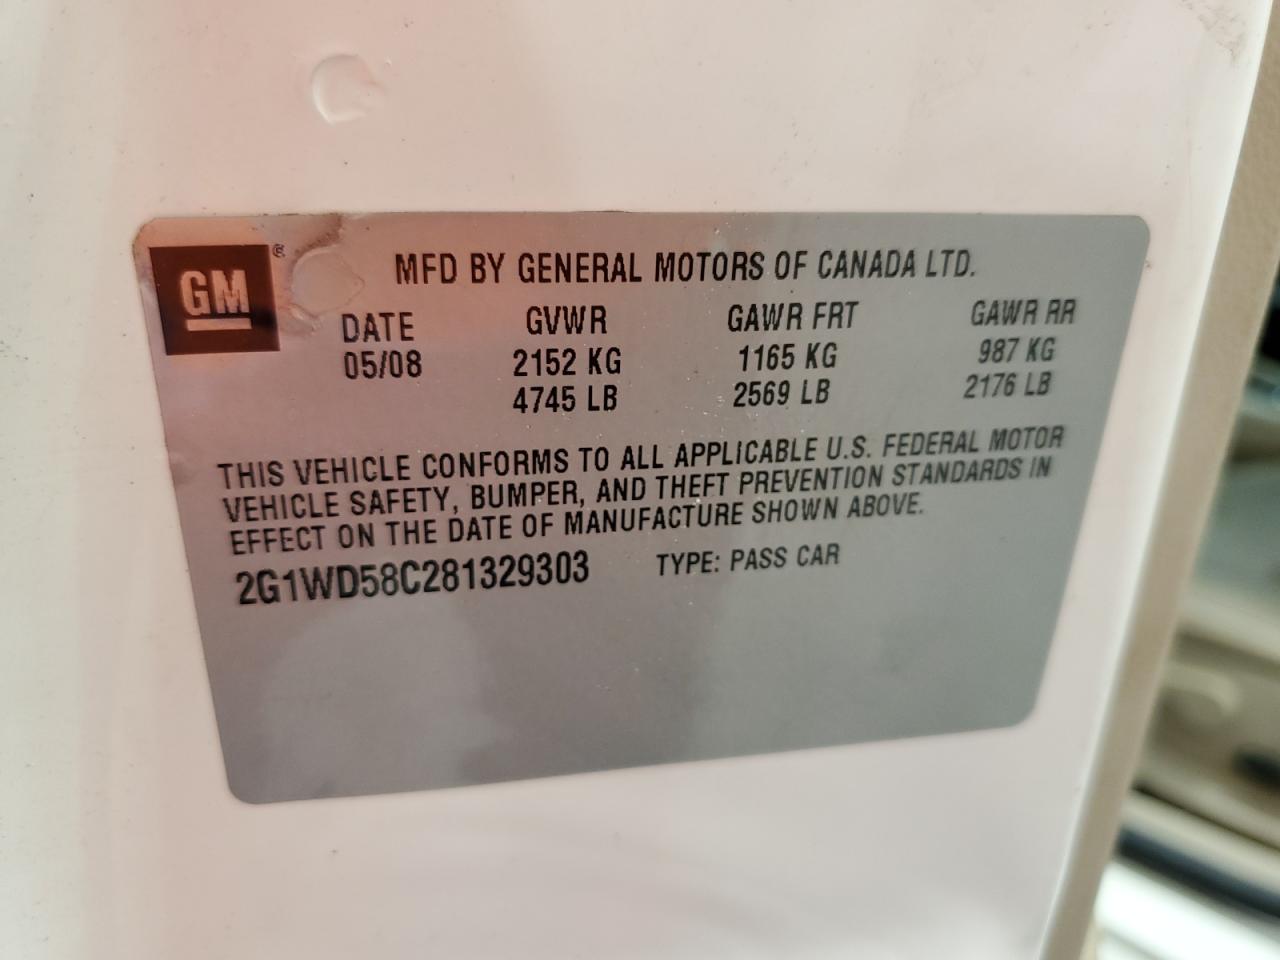 GM ®
MFD BY GENERAL MOTORS OF CANADA LTD.
DATE GVWR GAWR FRT GAWR RR
05/08 2152 KG 1165 KG 987 KG
4745 LB 2569 LB 2176 LB
THIS VEHICLE CONFORMS TO ALL APPLICABLE U.S. FEDERAL MOTOR
VEHICLE SAFETY, BUMPER, AND THEFT PREVENTION STANDARDS IN
EFFECT ON THE DATE OF MANUFACTURE SHOWN ABOVE.
2G1WD58C281329303 TYPE: PASS CAR